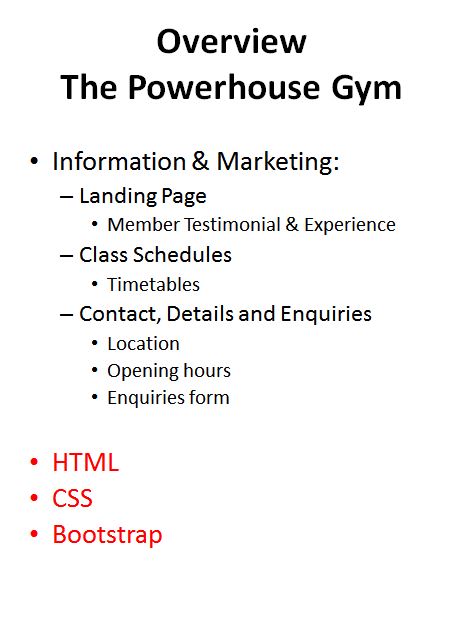 Overview
The Powerhouse Gym
• Information & Marketing:
– Landing Page
• Member Testimonial & Experience
– Class Schedules
• Timetables
– Contact, Details and Enquiries
• Location
• Opening hours
• Enquiries form
• HTML
• CSS
• Bootstrap